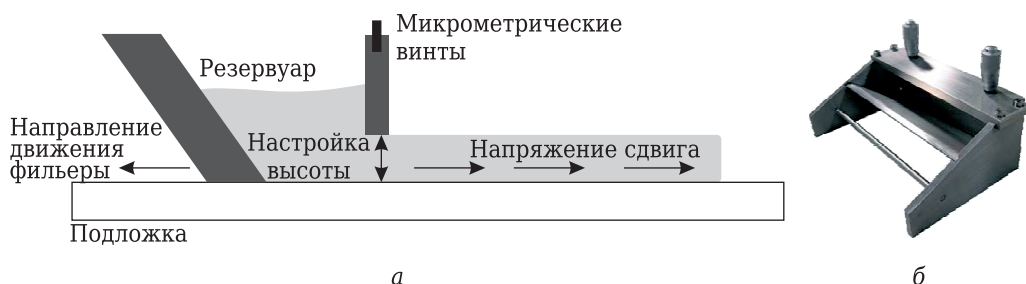 Микрометрические
винты
Резервуар
Направление
движения
фильеры
Настройка
высоты
Напряжение сдвига
Подложка
а
б